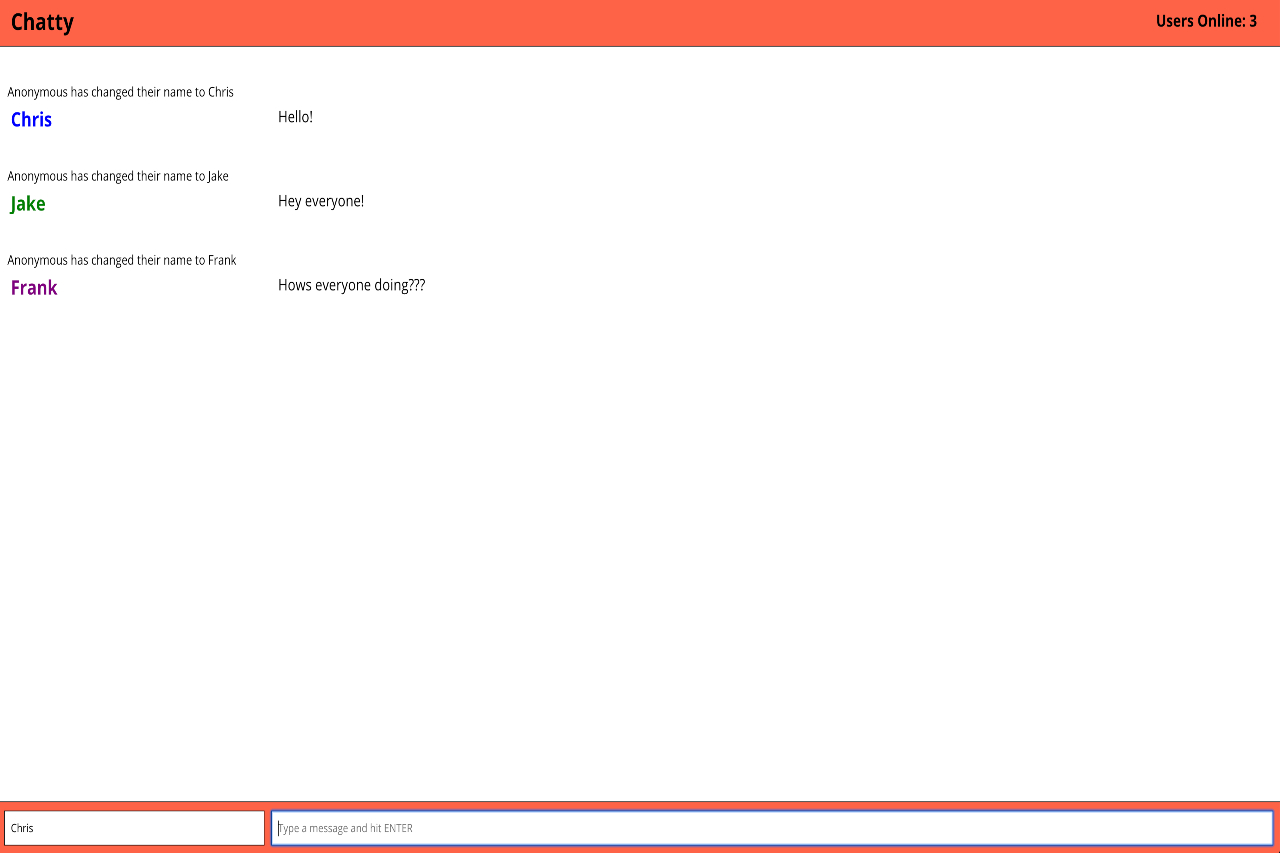 Chatty
Users Online: 3
Anonymous has changed their name to Chris
Chris Hello!
Anonymous has changed their name to Jake
Jake Hey everyone!
Anonymous has changed their name to Frank
Frank Hows everyone doing???
Chris
Type a message and hit ENTER